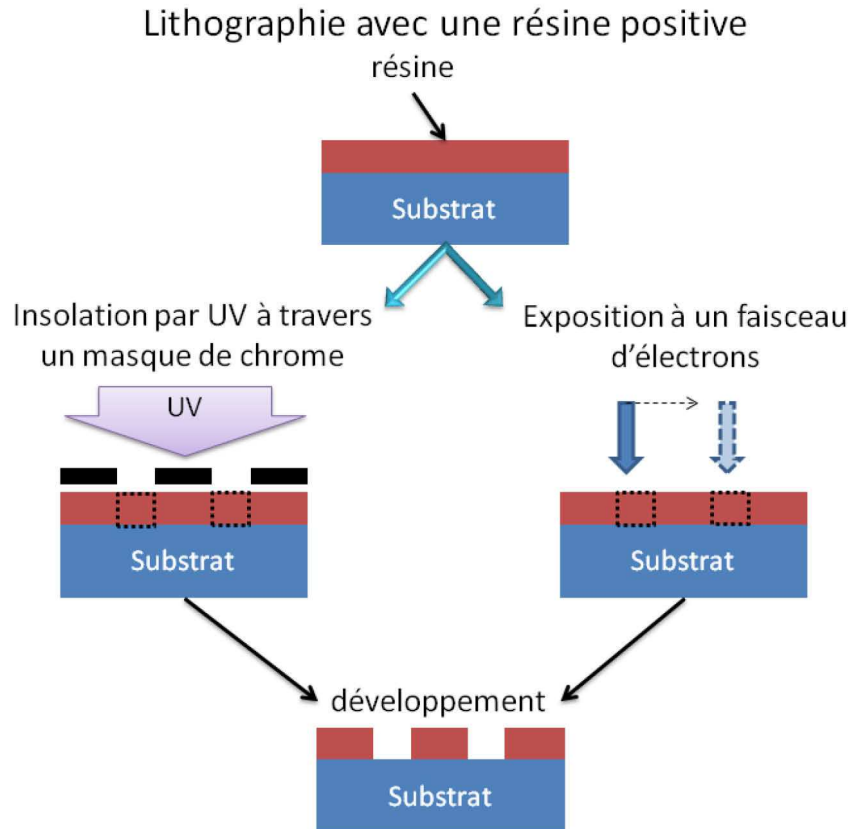 Lithographie avec une résine positive
résine
Substrat
Insolation par UV à travers
un masque de chrome
UV
Substrat
Exposition à un faisceau
d'électrons
Substrat
développement
Substrat